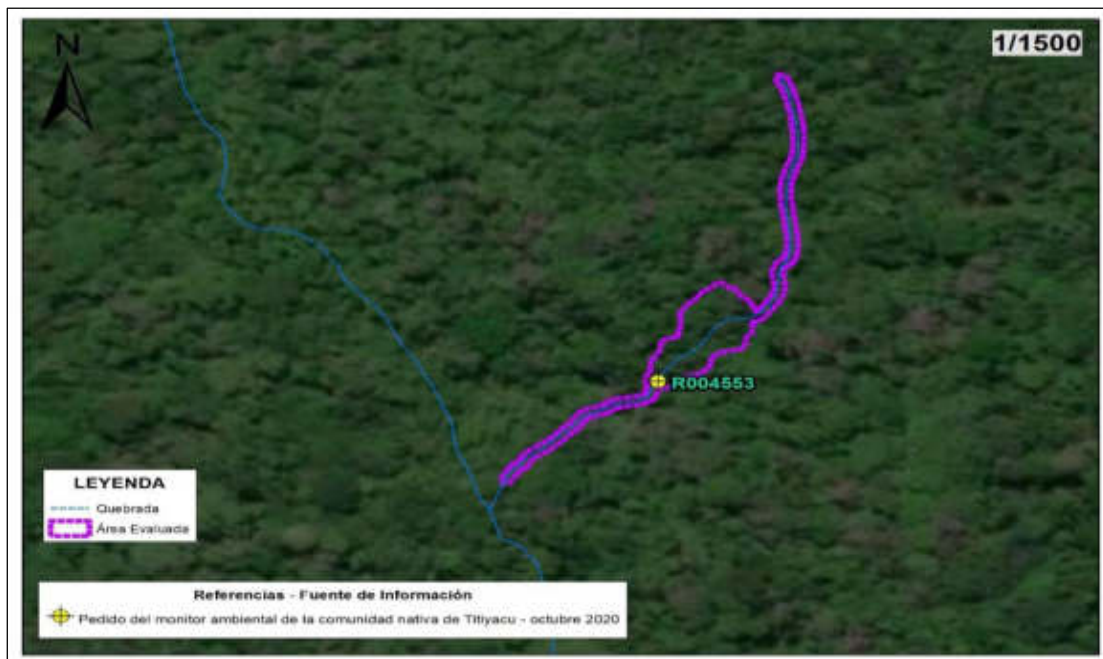 N
1/1500
R004553
LEYENDA
Quebrada
Área Evaluada
Referencias - Fuente de Información
Pedido del monitor ambiental de la comunidad nativa de Titiyacu - octubre 2020